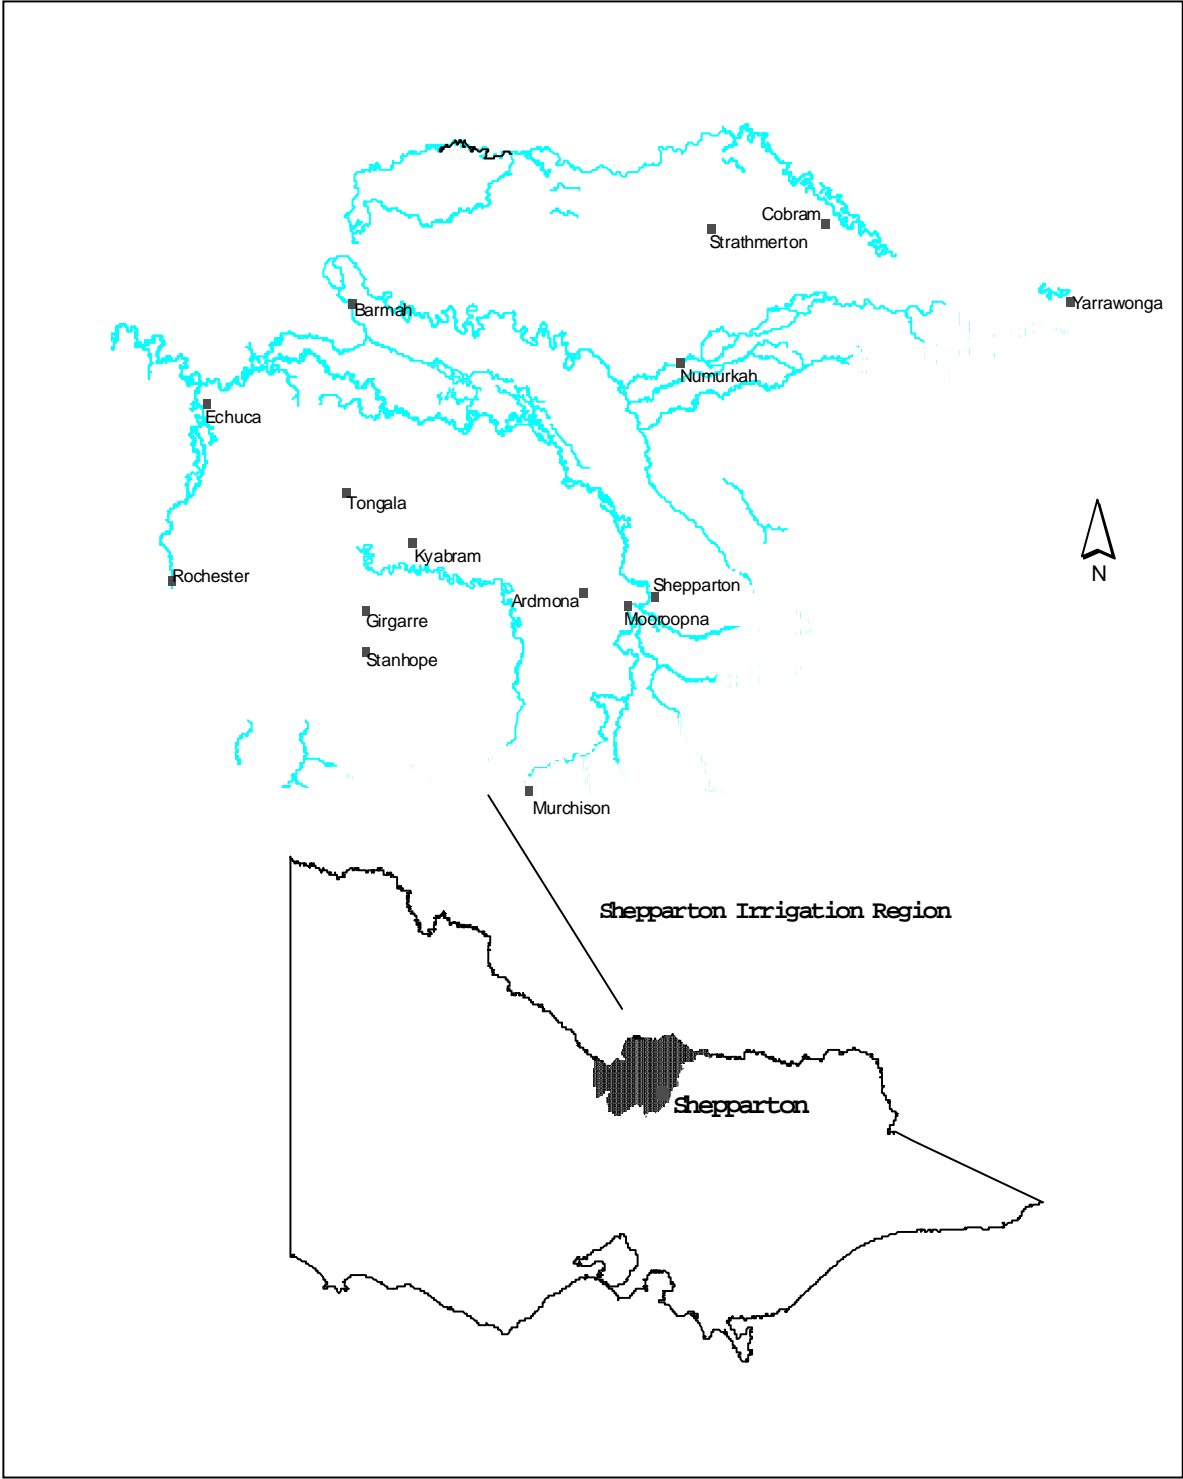 Cobram
Strathmerton
Yarrawonga
Barmah
Numurkah
Echuca
Tongala
Kyabram
N
Rochester
Shepparton
Ardmona
Mooroopna
Girgarre
Stanhope
Murchison
Shepparton Irrigation Region
Shepparton